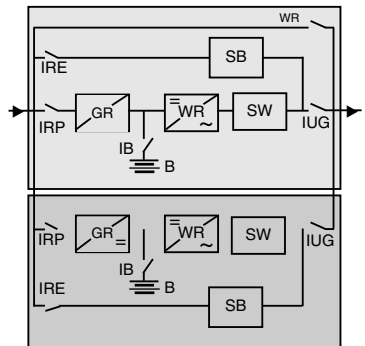 WR
SB
IRE
GR = WR ~ SW
IRP IUG
IB
B
GR = = WR ~ SW
IRP IUG
IB
B
IRE
SB